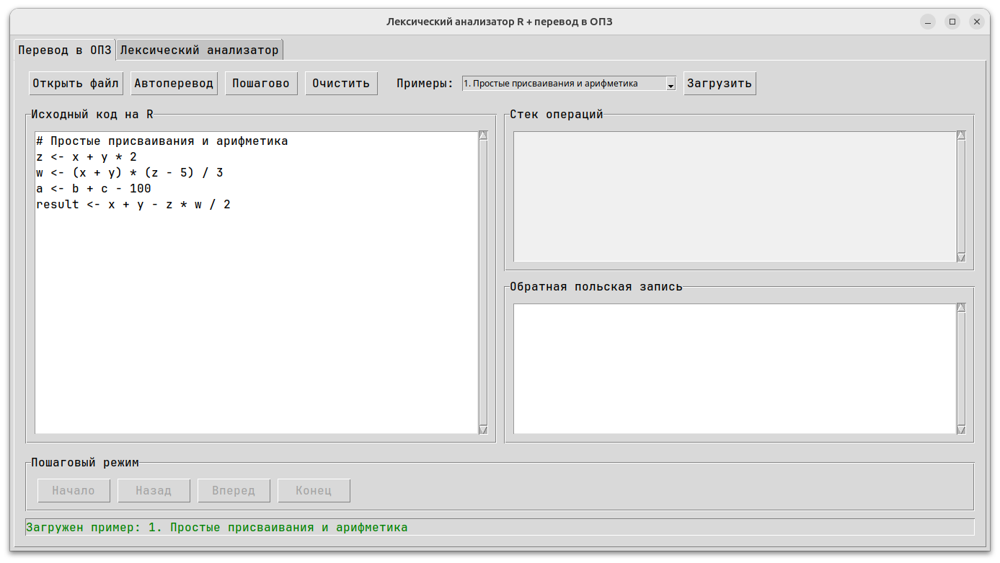 Лексический анализатор R + перевод в ОПЗ
Перевод в ОПЗ
Лексический анализатор
Открыть файл
Автоперевод
Пошагово
Очистить
Примеры:
1. Простые присваивания и арифметика
Загрузить
Исходный код на R
# Простые присваивания и арифметика
z <- x + y * 2
w <- (x + y) * (z - 5) / 3
a <- b + c - 100
result <- x + y - z * w / 2
Стек операций
Обратная польская запись
Пошаговый режим
Начало
Назад
Вперед
Конец
Загружен пример: 1. Простые присваивания и арифметика